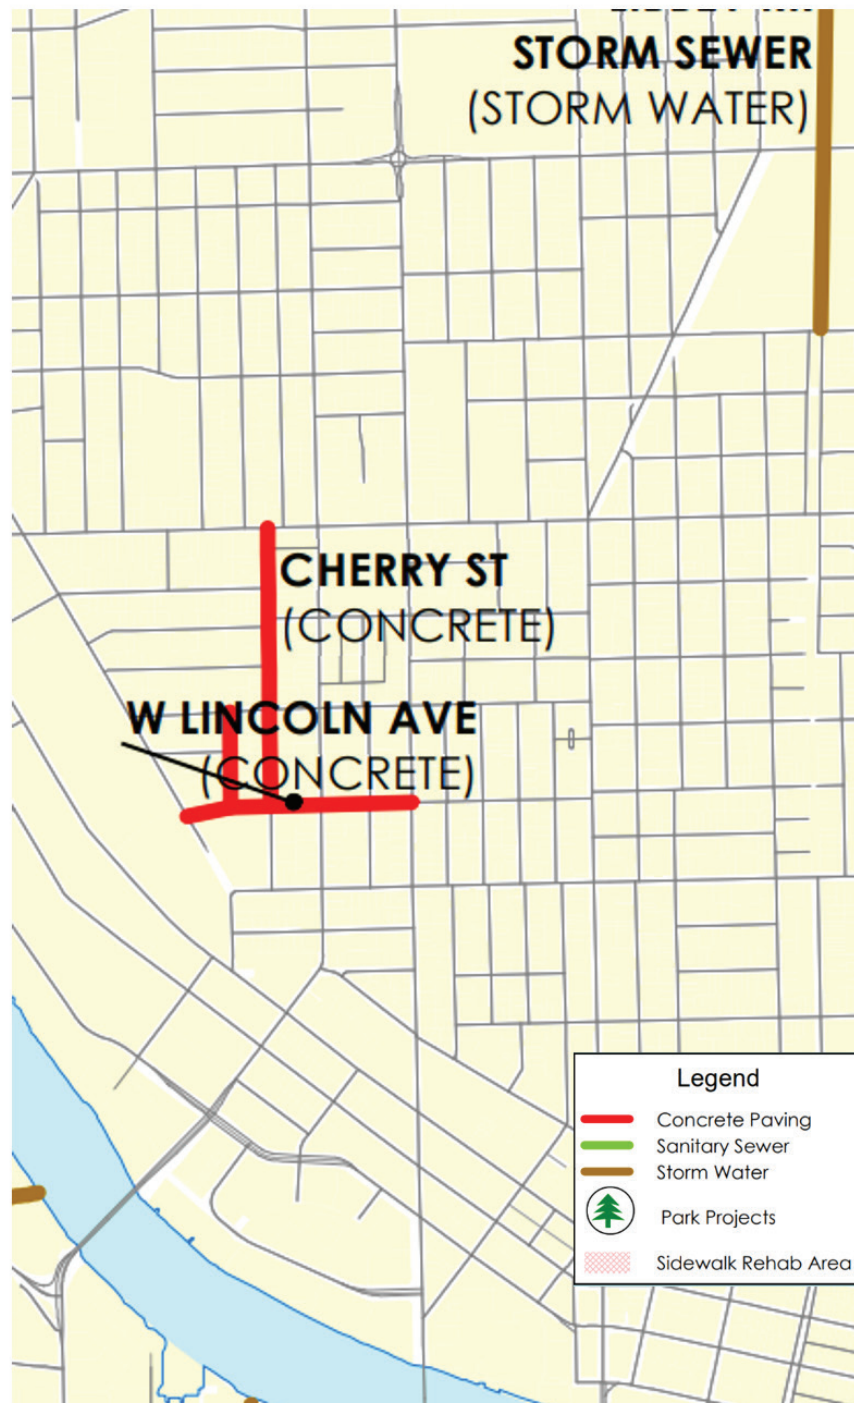 STORM SEWER
(STORM WATER)
CHERRY ST
(CONCRETE)
W LINCOLN AVE
(CONCRETE)
Legend
Concrete Paving
Sanitary Sewer
Storm Water
Park Projects
Sidewalk Rehab Area